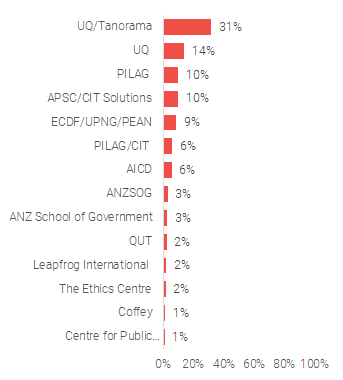 UQ/Tanorama 31%
UQ 14%
PILAG 10%
APSC/CIT Solutions 10%
ECDF/UPNG/PEAN 9%
PILAG/CIT 6%
AICD 6%
ANZSOG 3%
ANZ School of Government 3%
QUT 2%
Leapfrog International 2%
The Ethics Centre 2%
Coffey 1%
Centre for Public... 1%
0% 20% 40% 60% 80% 100%